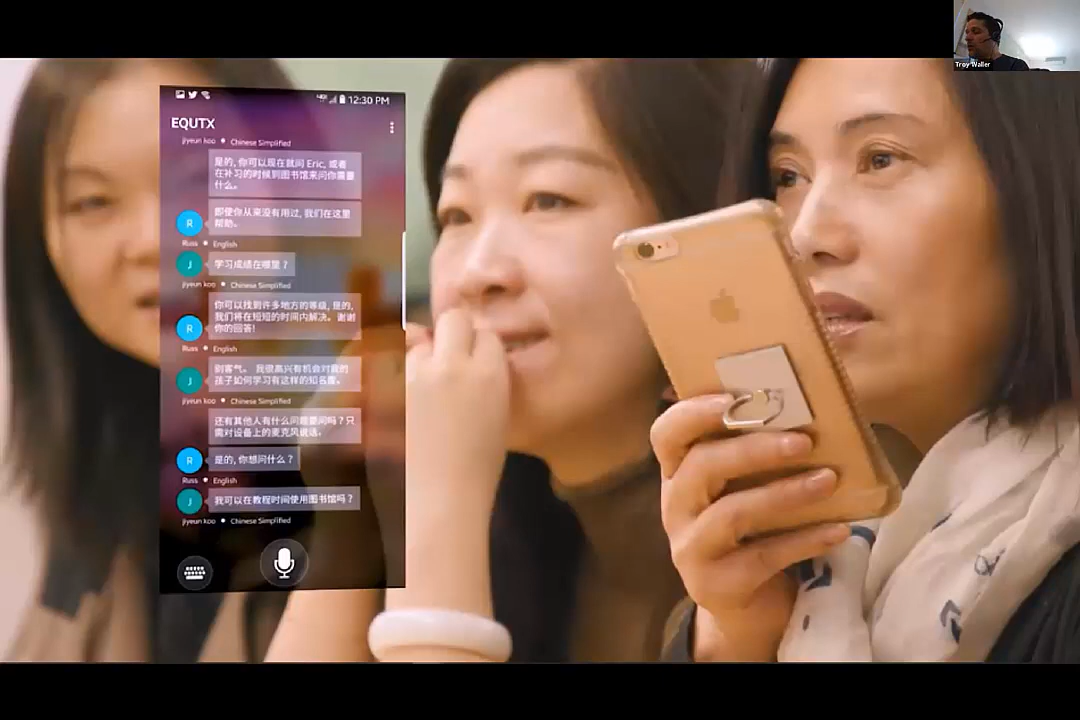 Troy Waller
12:30 PM
EQUTX
jiyeun koo • Chinese Simplified
是的, 你可以现在就问 Eric, 或者
在补习的时候到图书馆来问你需要
什么。
即使你从来没有用过, 我们在这里
帮助。
R
Russ • English
J
学习成绩在哪里？
jiyeun koo • Chinese Simplified
你可以找到许多地方的等级, 是的,
我们将在短短的时间内解决。谢谢
你的回答!
R
Russ • English
别客气。 我很高兴有机会对我的
孩子如何学习有这样的知名度。
J
jiyeun koo • Chinese Simplified
还有其他人有什么问题要问吗？只
需对设备上的麦克风说话。
R
是的, 你想问什么？
Russ • English
J
我可以在教程时间使用图书馆吗？
jiyeun koo • Chinese Simplified